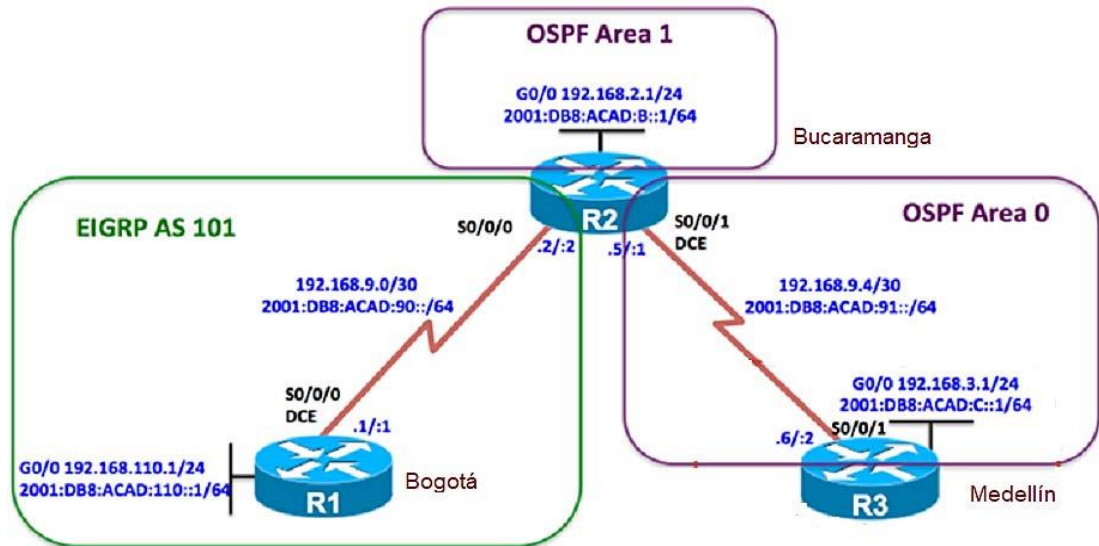 OSPF Area 1
G0/0 192.168.2.1/24
2001:DB8:ACAD:B::1/64
Bucaramanga
EIGRP AS 101
OSPF Area 0
R2
S0/0/0
.2/:2
.5/:1
S0/0/1
DCE
192.168.9.0/30
2001:DB8:ACAD:90::/64
192.168.9.4/30
2001:DB8:ACAD:91::/64
S0/0/0
DCE
.1/:1
G0/0 192.168.3.1/24
2001:DB8:ACAD:C::1/64
.6/:2
S0/0/1
G0/0 192.168.110.1/24
2001:DB8:ACAD:110::1/64
R1
Bogotá
R3
Medellín